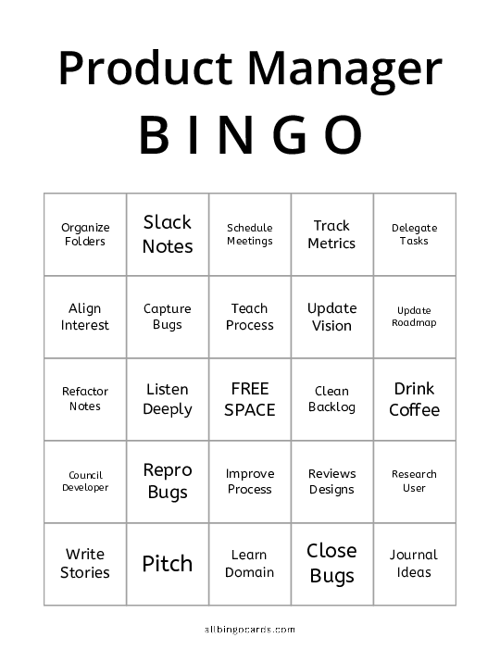 Product Manager
BINGO
Organize
Folders
Slack
Notes
Schedule
Meetings
Track
Metrics
Delegate
Tasks
Align
Interest
Capture
Bugs
Teach
Process
Update
Vision
Update
Roadmap
Refactor
Notes
Listen
Deeply
FREE
SPACE
Clean
Backlog
Drink
Coffee
Council
Developer
Repro
Bugs
Improve
Process
Reviews
Designs
Research
User
Write
Stories
Pitch
Learn
Domain
Close
Bugs
Journal
Ideas
allbingocards.com